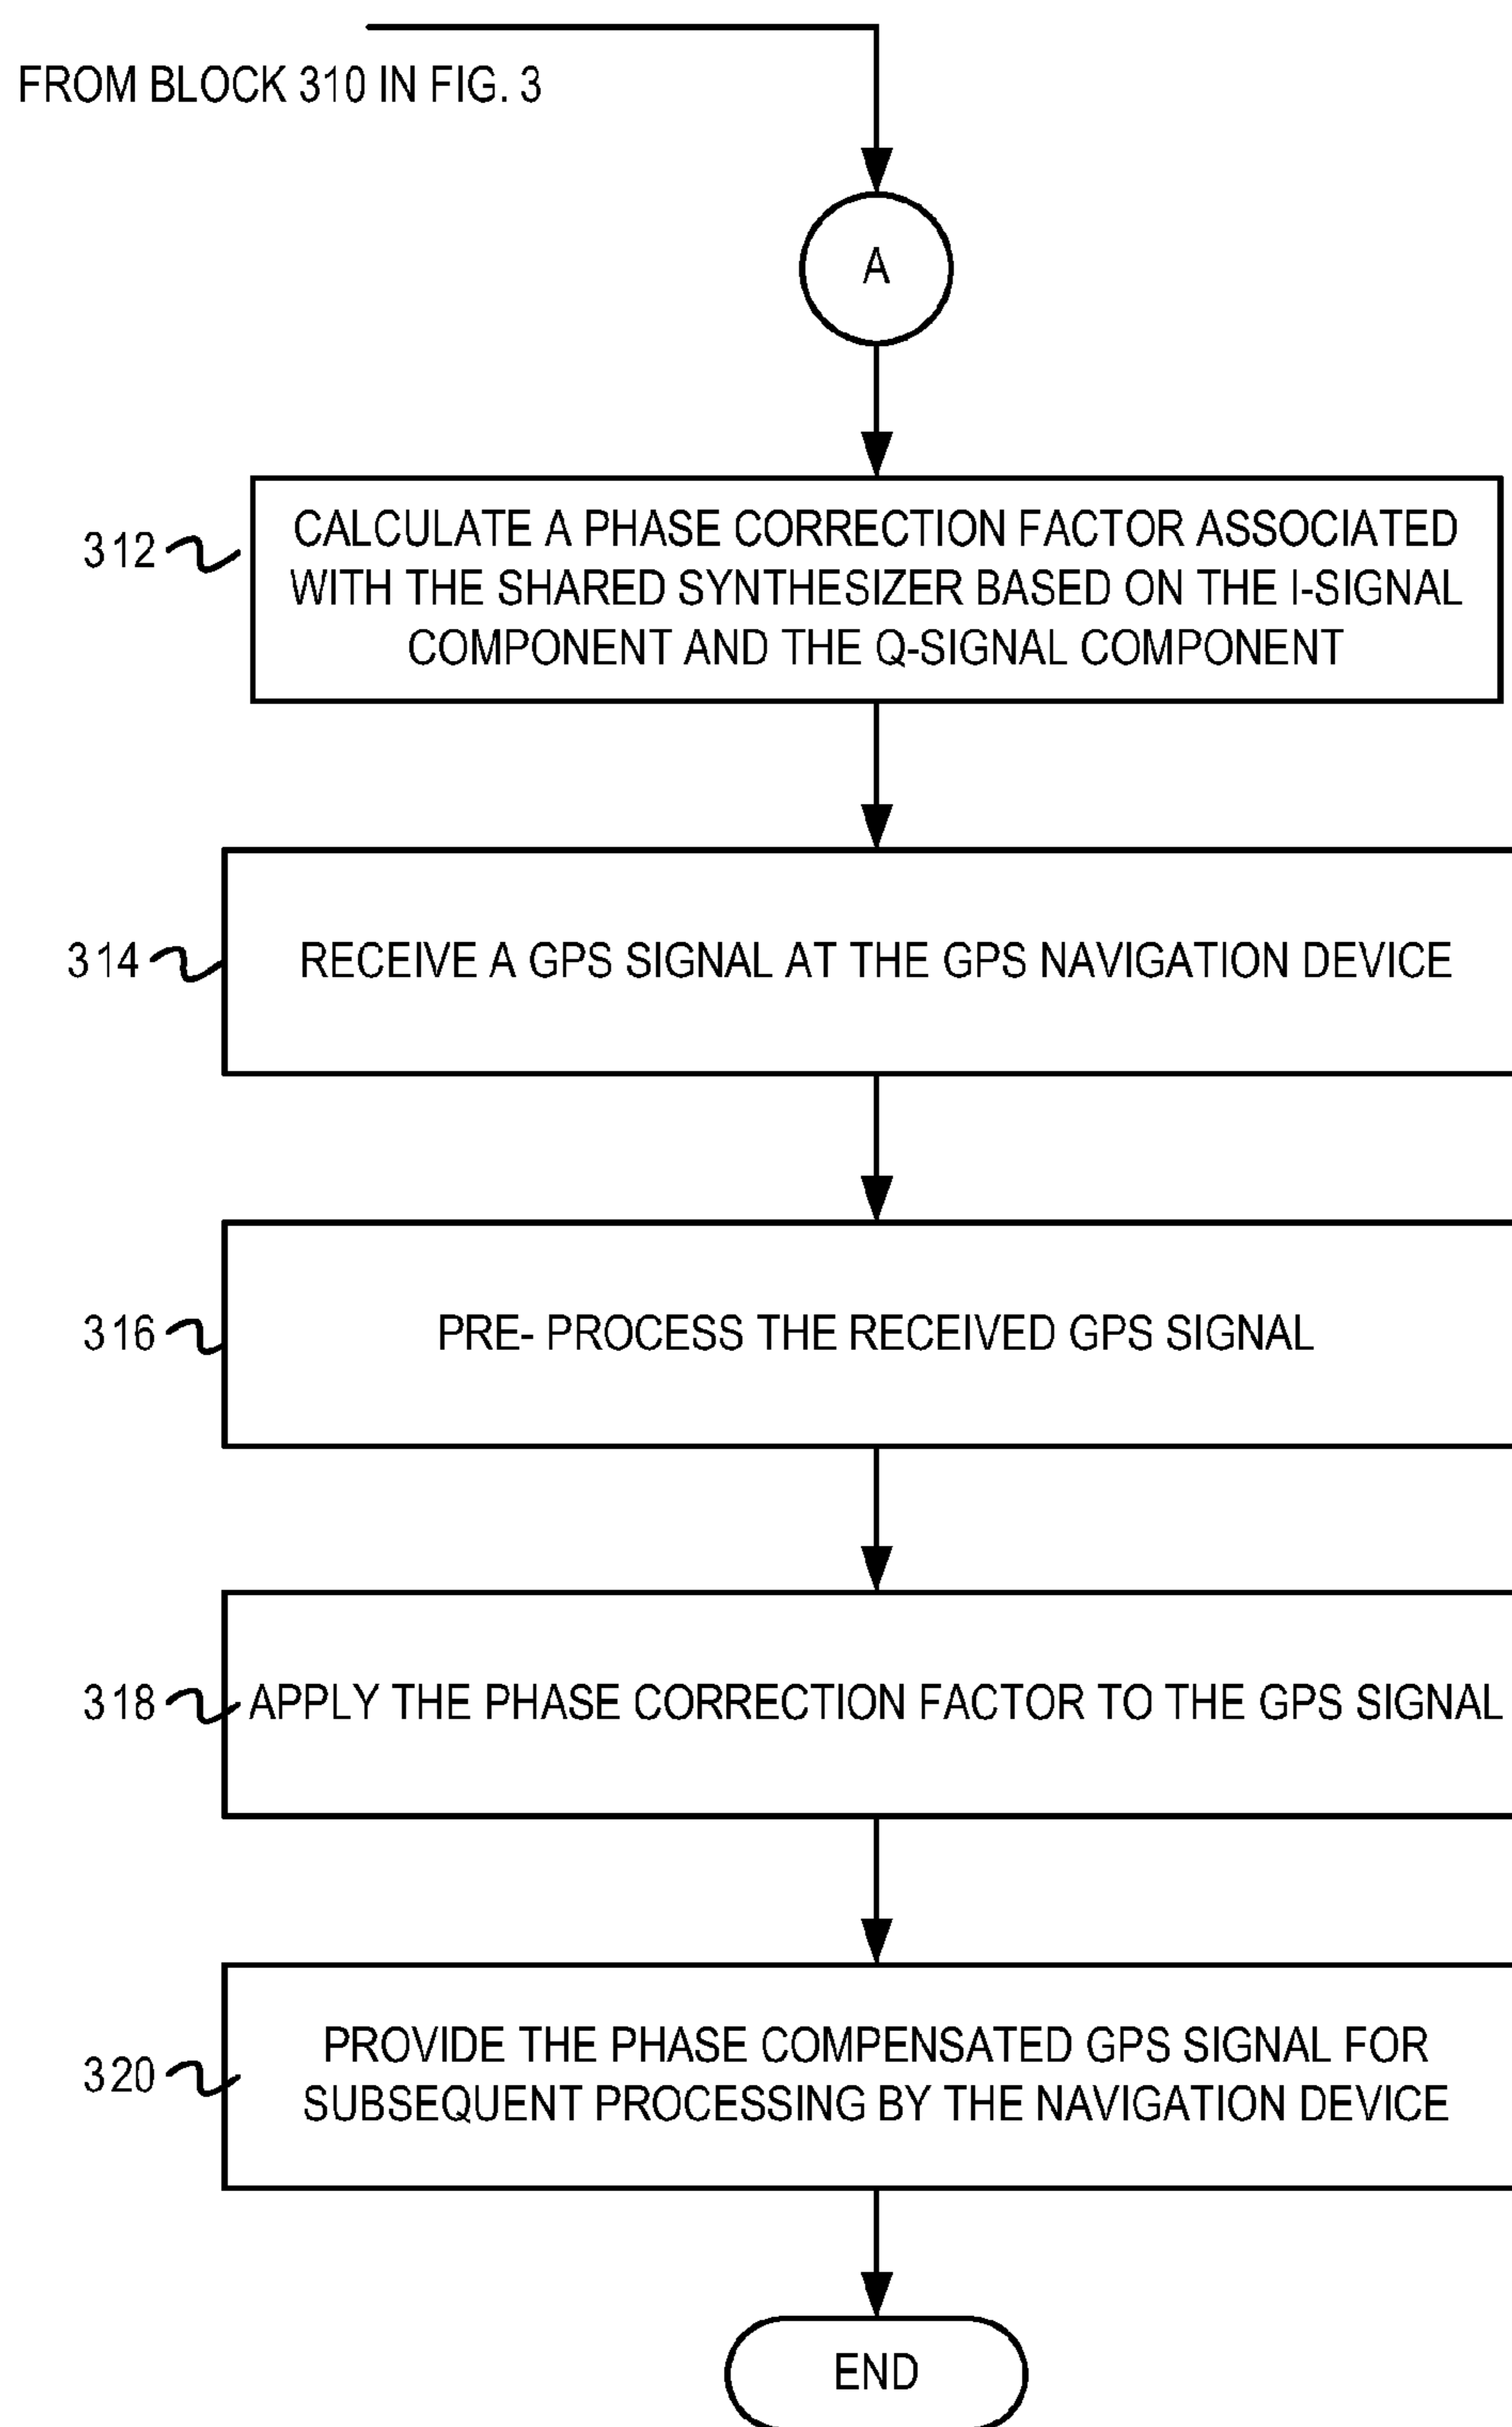 FROM BLOCK 310 IN FIG. 3
A
312
CALCULATE A PHASE CORRECTION FACTOR ASSOCIATED
WITH THE SHARED SYNTHESIZER BASED ON THE I-SIGNAL
COMPONENT AND THE Q-SIGNAL COMPONENT
314
RECEIVE A GPS SIGNAL AT THE GPS NAVIGATION DEVICE
316
PRE- PROCESS THE RECEIVED GPS SIGNAL
318
APPLY THE PHASE CORRECTION FACTOR TO THE GPS SIGNAL
320
PROVIDE THE PHASE COMPENSATED GPS SIGNAL FOR
SUBSEQUENT PROCESSING BY THE NAVIGATION DEVICE
END